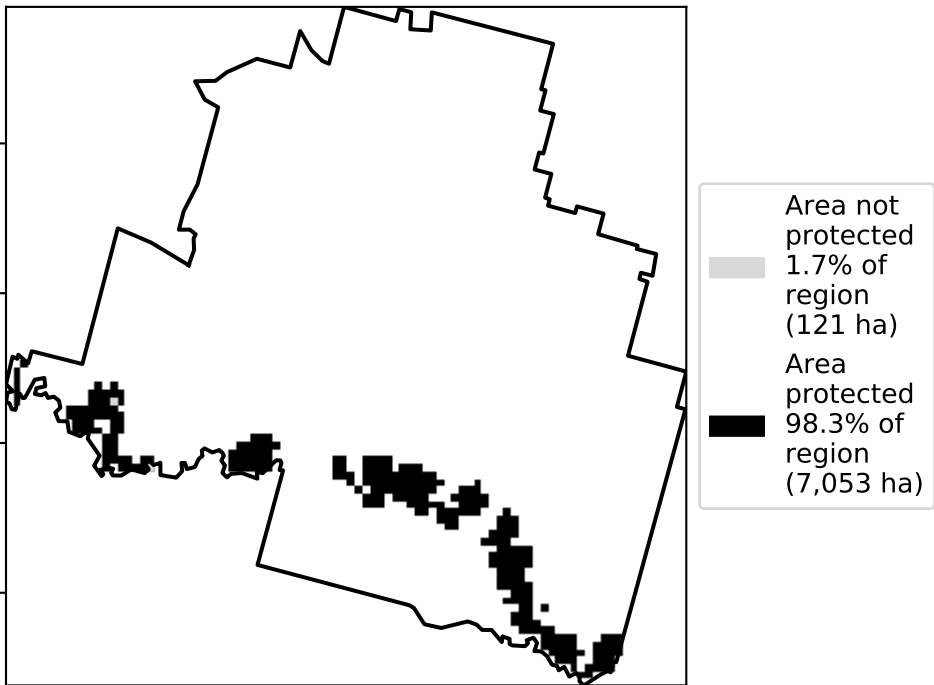 Area not
protected
1.7% of
region
(121 ha)
Area
protected
98.3% of
region
(7,053 ha)